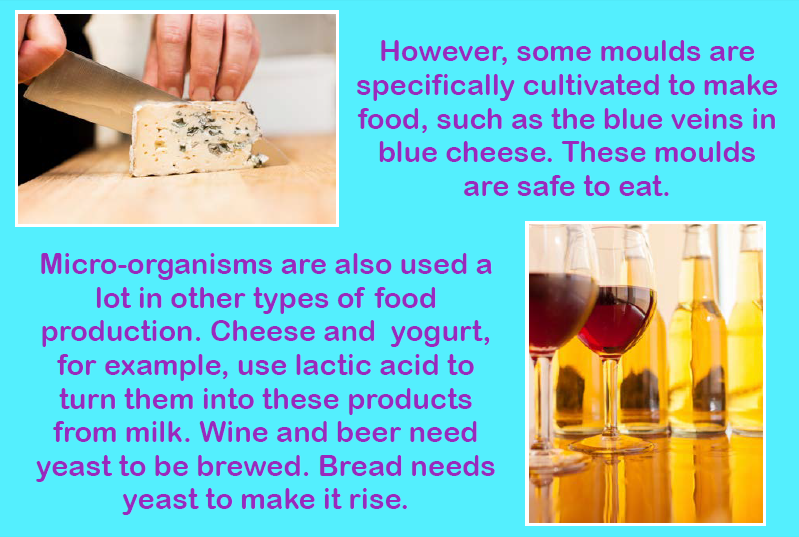 However, some moulds are
specifically cultivated to make
food, such as the blue veins in
blue cheese. These moulds
are safe to eat.
Micro-organisms are also used a
lot in other types of food
production. Cheese and  yogurt,
for example, use lactic acid to
turn them into these products
from milk. Wine and beer need
yeast to be brewed. Bread needs
yeast to make it rise.